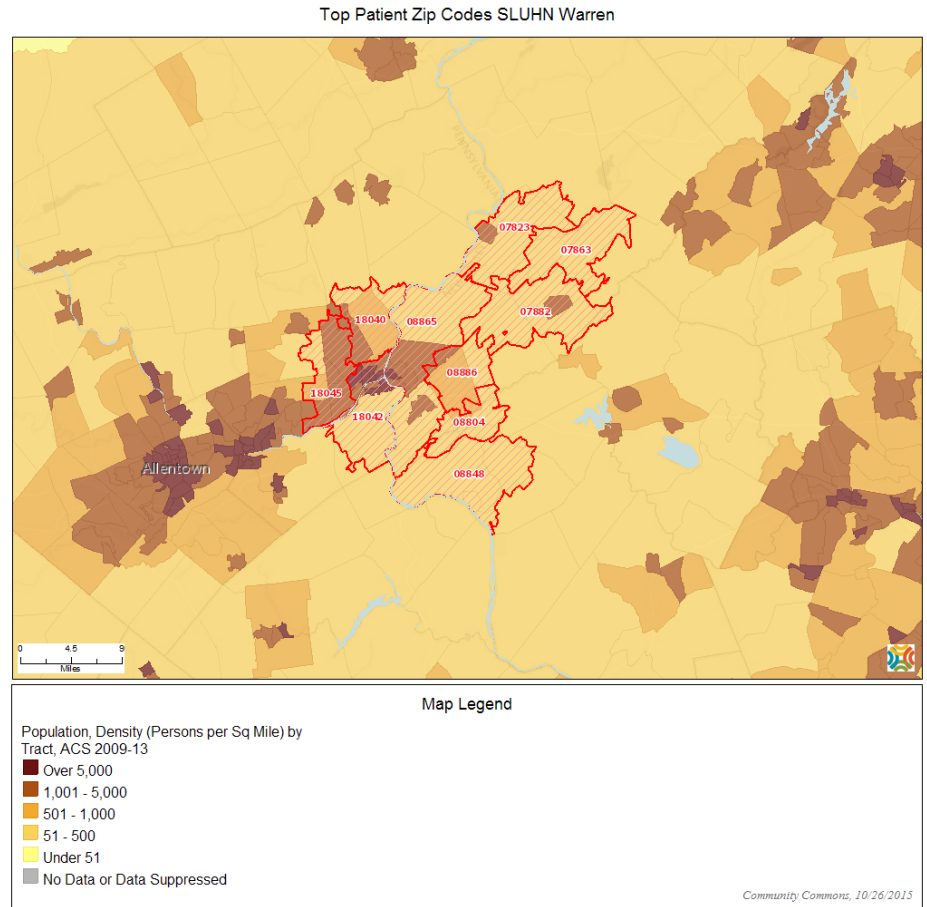 Top Patient Zip Codes SLUHN Warren
PENNSYLVANIA
07823
07863
07882
18040
08865
08886
18045
18042
08804
08848
Allentown
0 4.5 9
Miles
Map Legend
Population, Density (Persons per Sq Mile) by
Tract, ACS 2009-13
Over 5,000
1,001 - 5,000
501 - 1,000
51 - 500
Under 51
No Data or Data Suppressed
Community Commons, 10/26/2015